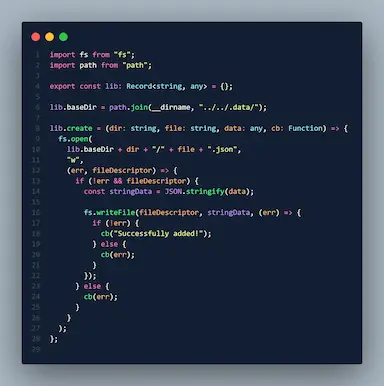 1 import fs from "fs";
2 import path from "path";
3
4 export const lib: Record<string, any> = {};
5
6 lib.baseDir = path.join(__dirname, "../../.data/");
7
8 lib.create = (dir: string, file: string, data: any, cb: Function) => {
9   fs.open(
10     lib.baseDir + dir + "/" + file + ".json",
11     "w",
12     (err, fileDescriptor) => {
13       if (!err && fileDescriptor) {
14         const stringData = JSON.stringify(data);
15
16         fs.writeFile(fileDescriptor, stringData, (err) => {
17           if (!err) {
18             cb("Successfully added!");
19           } else {
20             cb(err);
21           }
22         });
23       } else {
24         cb(err);
25       }
26     }
27   );
28 };
29